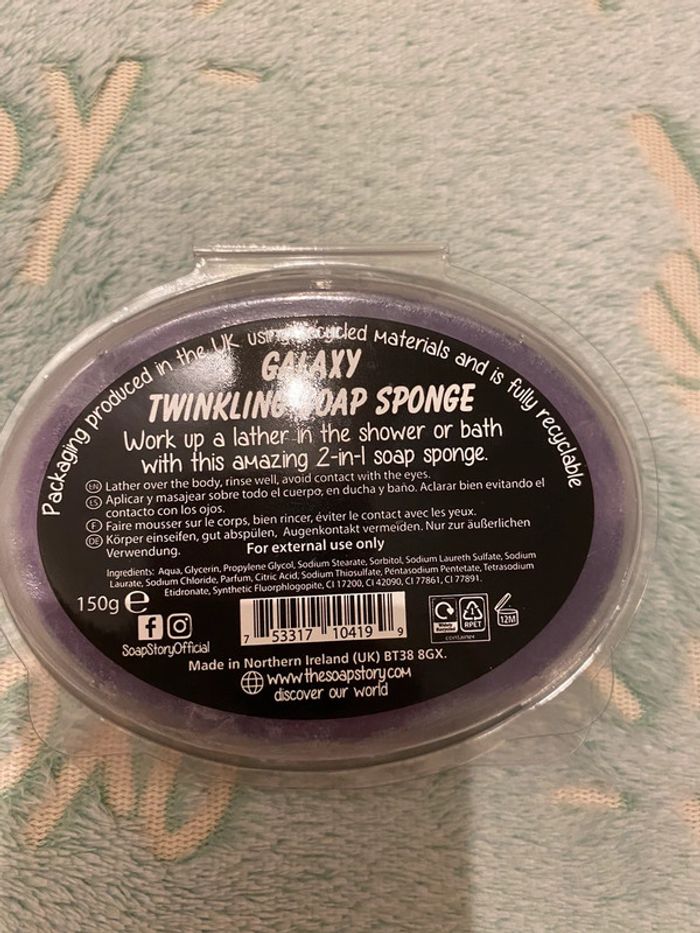 Packaging produced in the UK using recycled Materials and is fully recyclable
GALAXY
TWINKLING SOAP SPONGE
Work up a lather in the shower or bath
with this amazing 2-in-1 soap sponge.
EN Lather over the body, rinse well, avoid contact with the eyes.
ES Aplicar y masajear sobre todo el cuerpo, en ducha y baño. Aclarar bien evitando el
contacto con los ojos.
F Faire mousser sur le corps, bien rincer, éviter le contact avec les yeux.
DE Körper einseifen, gut abspülen, Augenkontakt vermeiden. Nur zur äußerlichen
Verwendung.
For external use only
Ingredients: Aqua, Glycerin, Propylene Glycol, Sodium Stearate, Sorbitol, Sodium Laureth Sulfate, Sodium
Laurate, Sodium Chloride, Parfum, Citric Acid, Sodium Thiosulfate, Pentasodium Pentetate, Tetrasodium
Etidronate, Synthetic Fluorphlogopite, CI 17200, CI 42090, CI 77861, CI 77891.
150g e
SoapStoryOfficial
7 53317 10419 9
RPET
12M
Made in Northern Ireland (UK) BT38 8GX.
www.thesoapstory.com
discover our world